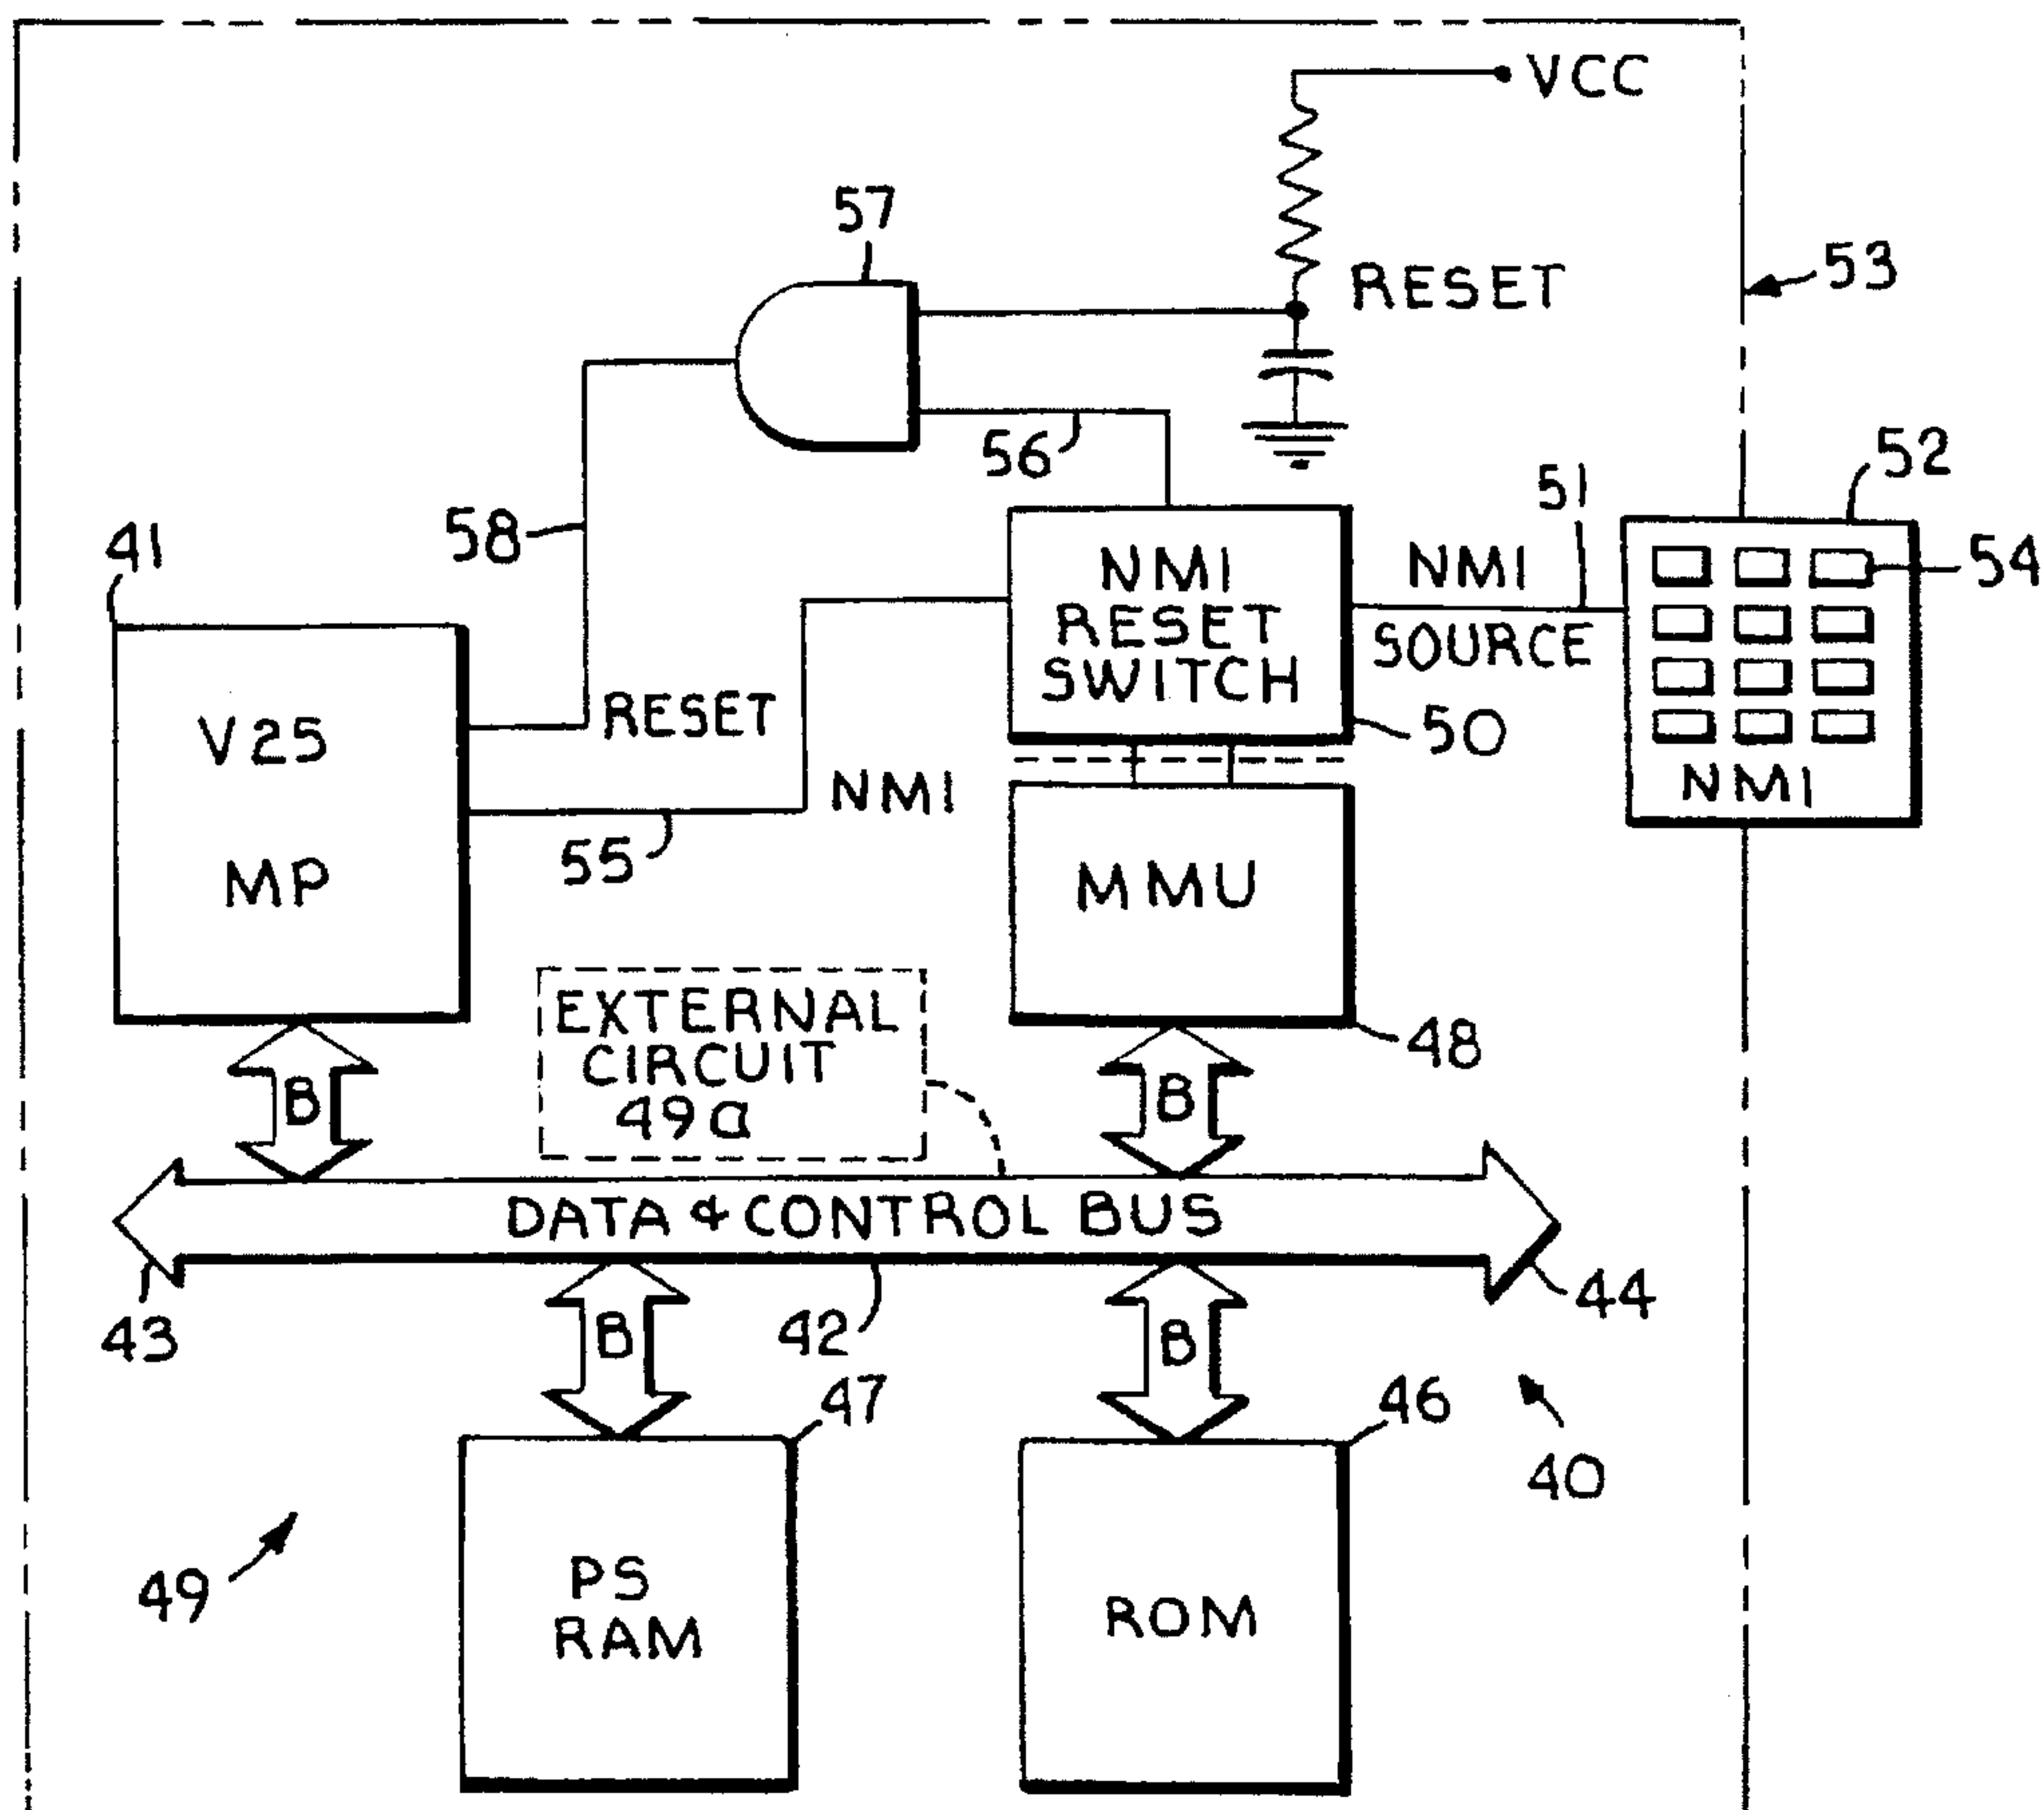 VCC
57
RESET
53
56
52
51
58
54
41
NMI
RESET
SWITCH
NMI
SOURCE
V25
MP
RESET
50
NMI
NMI
55
MMU
EXTERNAL
CIRCUIT
49a
48
B
B
DATA & CONTROL BUS
43
B
42
B
44
47
46
40
49
PS
RAM
ROM